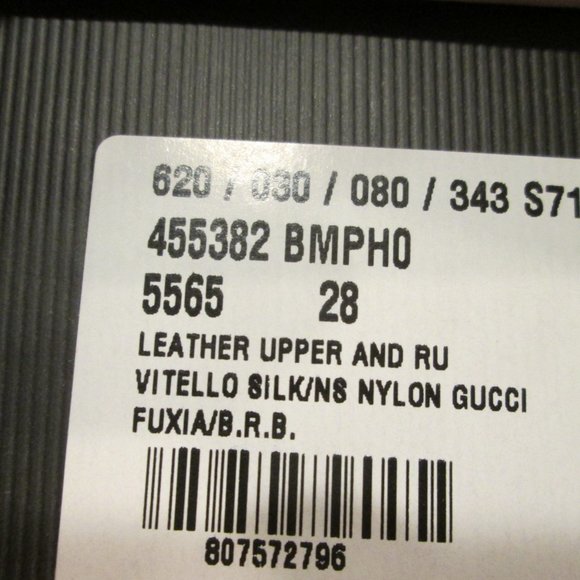 620 / 030 / 080 / 343 S71
455382 BMPH0
5565 28
LEATHER UPPER AND RU
VITELLO SILK/NS NYLON GUCCI
FUXIA/B.R.B.
807572796